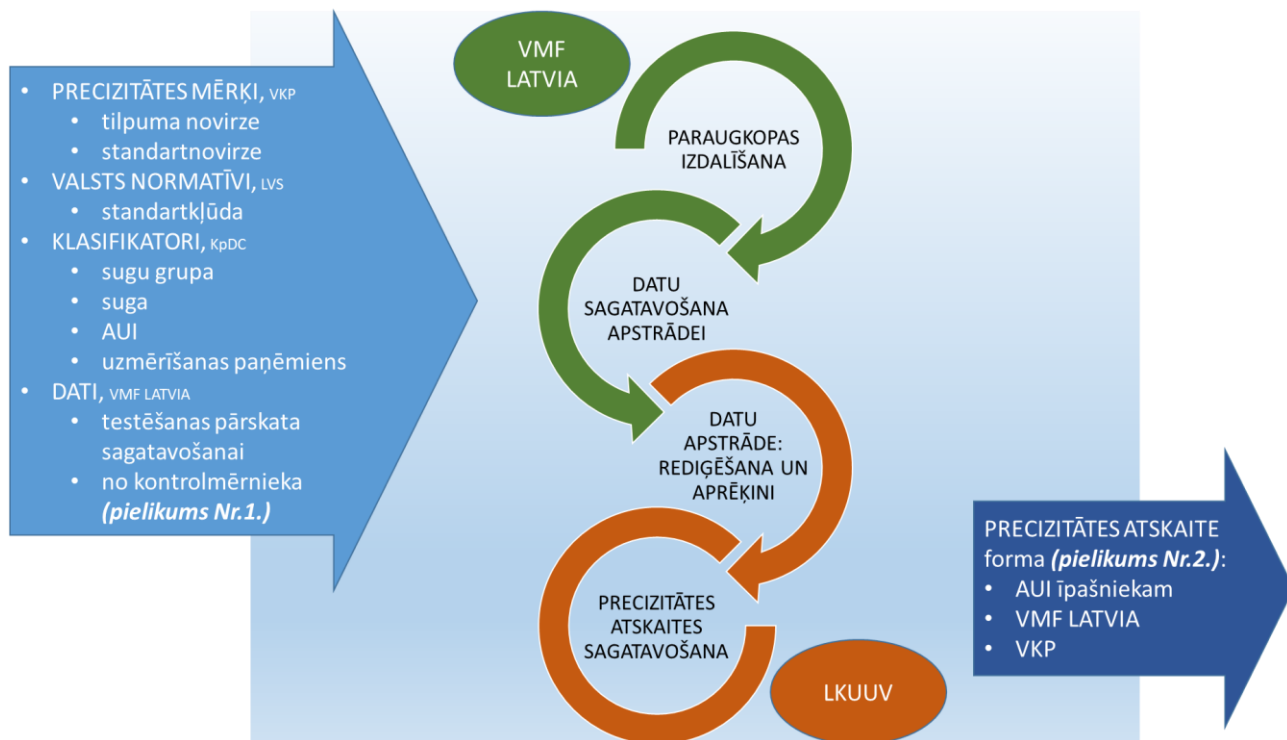 • PRECIZITĀTES MĒRĶI, VKP
• tilpuma novirze
• standartnovirze
• VALSTS NORMATĪVI, LVS
• standartkļūda
• KLASIFIKATORI, KpDC
• sugu grupa
• suga
• AUI
• uzmērīšanas paņēmiens
• DATI, VMF LATVIA
• testēšanas pārskata
sagatavošanai
• no kontrolmērnieka
(pielikums Nr.1.)
VMF
LATVIA
PARAUGKOPAS
IZDALĪŠANA
DATU
SAGATAVOŠANA
APSTRĀDEI
DATU
APSTRĀDE:
REDIĢĒŠANA UN
APRĒĶINI
PRECIZITĀTES
ATSKAITES
SAGATAVOŠANA
LKUUV
PRECIZITĀTES ATSKAITE
forma (pielikums Nr.2.):
• AUI īpašniekam
• VMF LATVIA
• VKP